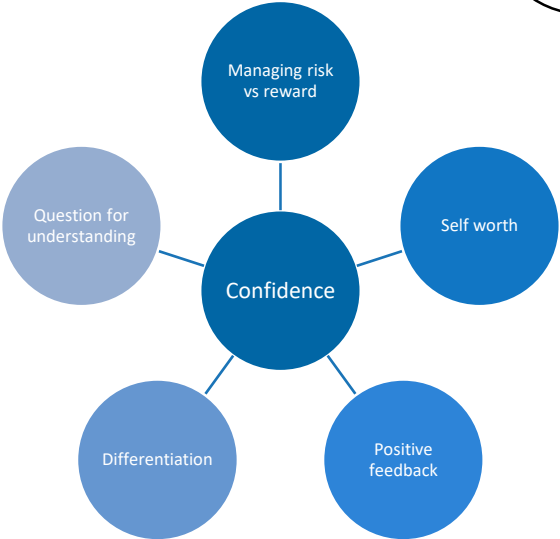 Managing risk
vs reward
Question for
understanding
Self worth
Confidence
Differentiation
Positive
feedback